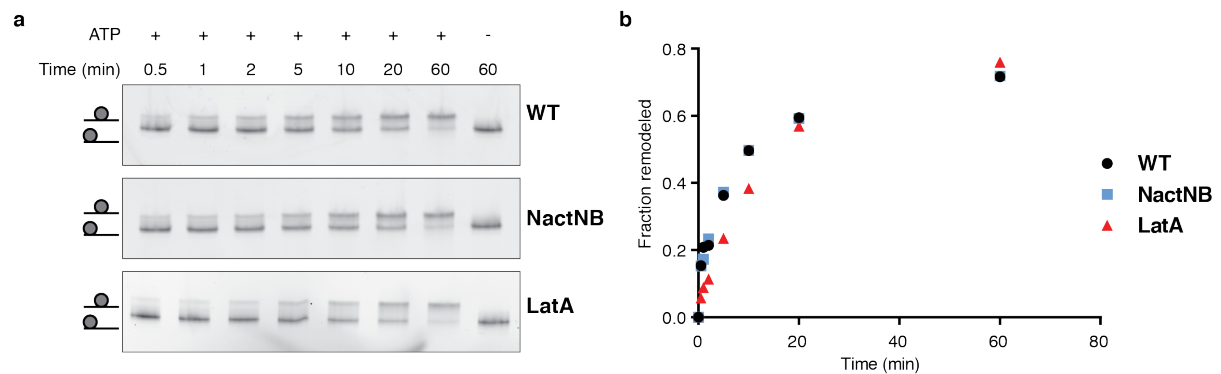 a
ATP + + + + + + + -
Time (min) 0.5 1 2 5 10 20 60 60
WT
NactNB
LatA
b
Fraction remodeled
0.8
0.6
0.4
0.2
0.0
0 20 40 60 80
Time (min)
WT
NactNB
LatA